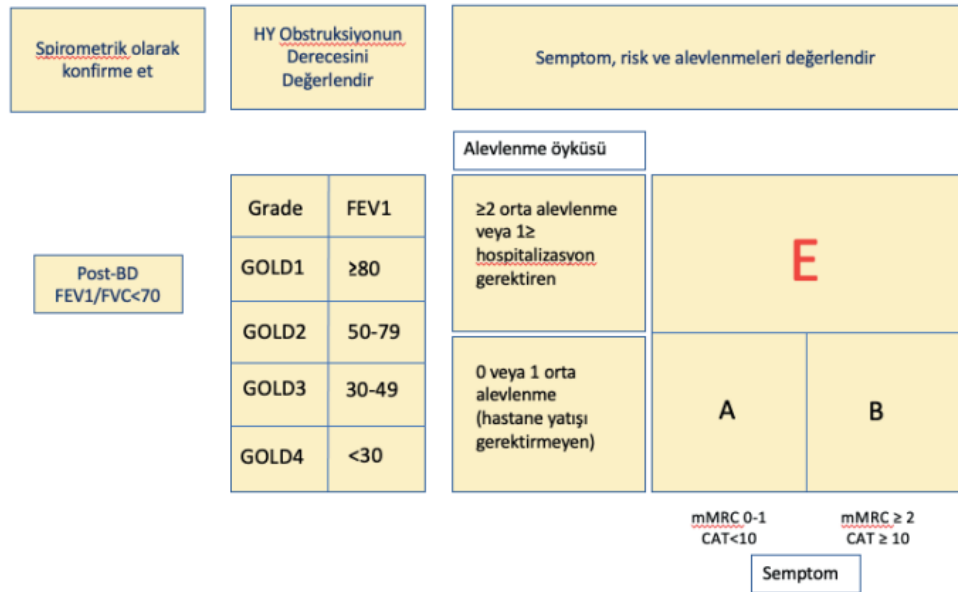 Spirometrik olarak
konfirme et
HY Obstruksiyonun
Derecesini
Değerlendir
Semptom, risk ve alevlenmeleri değerlendir
Alevlenme öyküsü
Grade FEV1
GOLD1 ≥80
GOLD2 50-79
GOLD3 30-49
GOLD4 <30
Post-BD
FEV1/FVC<70
≥2 orta alevlenme
veya 1≥
hospitalizasyon
gerektiren
E
0 veya 1 orta
alevlenme
(hastane yatışı
gerektirmeyen)
A
B
mMRC 0-1
CAT<10
mMRC ≥ 2
CAT ≥ 10
Semptom